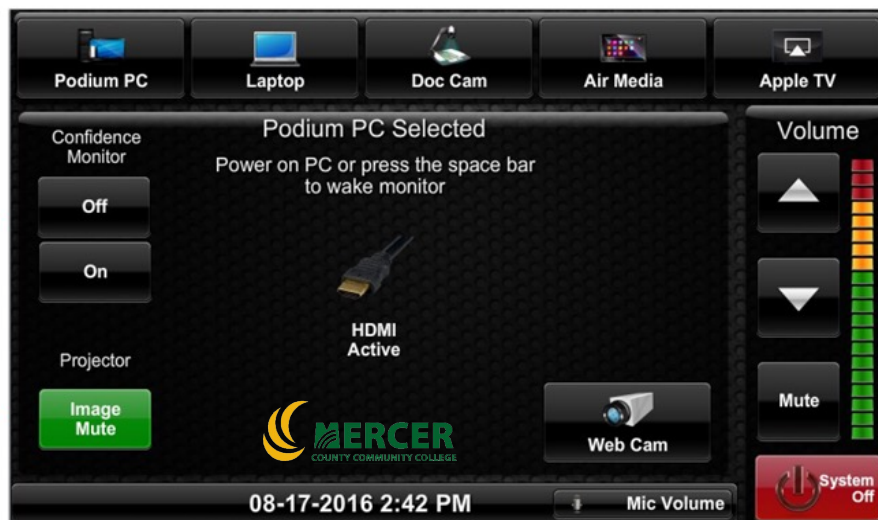 Podium PC
Laptop
Doc Cam
Air Media
Apple TV
Confidence
Monitor
Off
On
Projector
Image
Mute
Podium PC Selected
Power on PC or press the space bar
to wake monitor
HDMI
Active
MERCER
COUNTY COMMUNITY COLLEGE
Web Cam
Volume
Mute
08-17-2016 2:42 PM
Mic Volume
System
Off